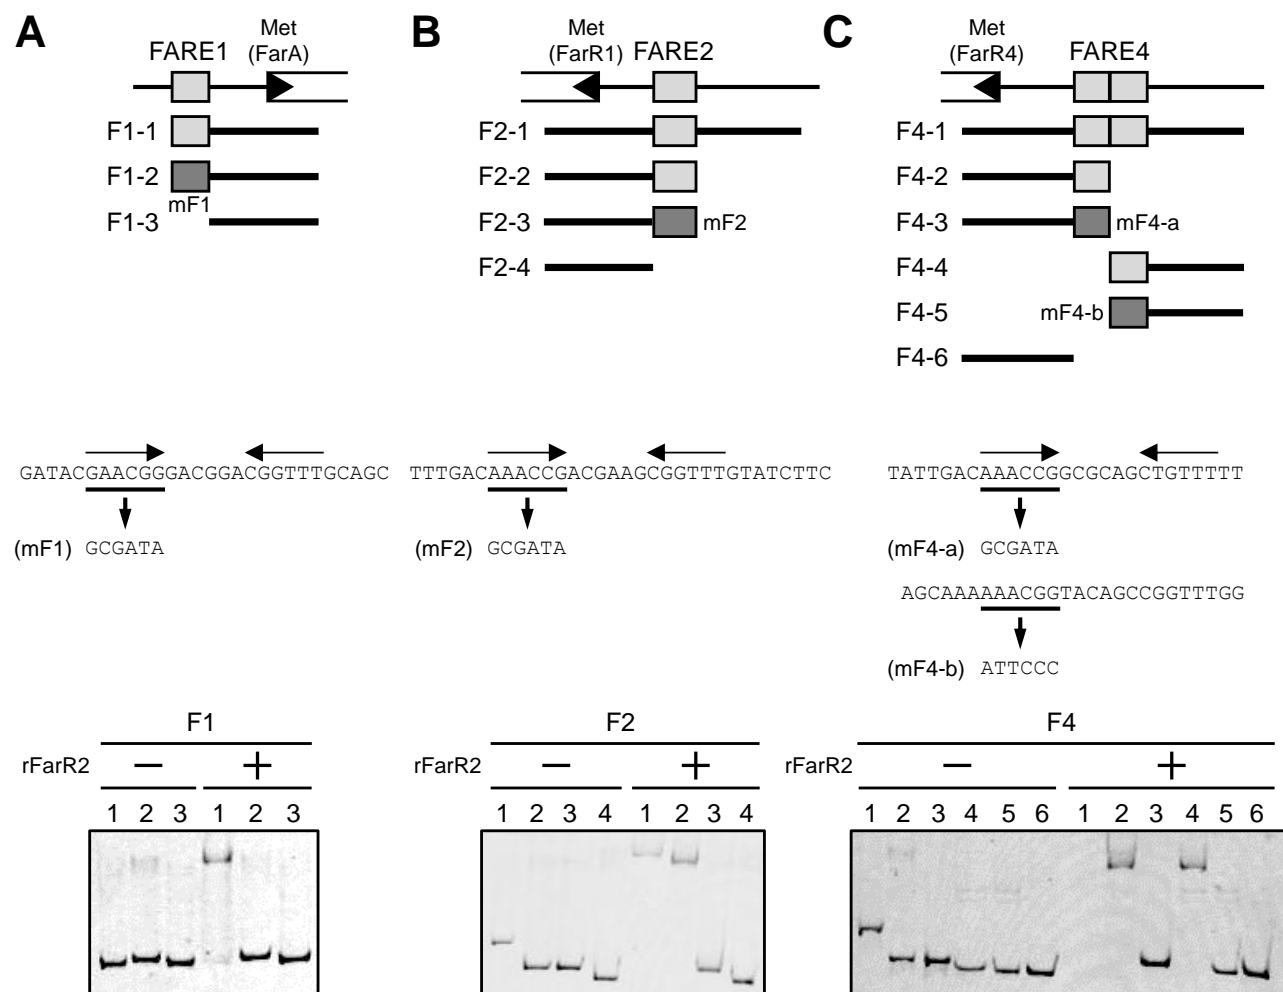 A
B
C
Met
(FarA)
FARE1
Met
(FarR1)
FARE2
Met
(FarR4)
FARE4
F1-1
F1-2
mF1
F1-3
F2-1
F2-2
F2-3
mF2
F2-4
F4-1
F4-2
F4-3
mF4-a
F4-4
F4-5
mF4-b
F4-6
GATACGAACGGGACGGACGGTTTGCAGC
(mF1) GCGATA
TTTGACAAACCGACGAAGCGGTTTGTATCTTC
(mF2) GCGATA
TATTGACAAACCGGCGCAGCTGTTTTT
(mF4-a) GCGATA
AGCAAAAAACGGTACAGCCGGTTTGG
(mF4-b) ATTCCC
F1
rFarR2 − +
1 2 3 1 2 3
F2
rFarR2 − +
1 2 3 4 1 2 3 4
F4
rFarR2 − +
1 2 3 4 5 6 1 2 3 4 5 6